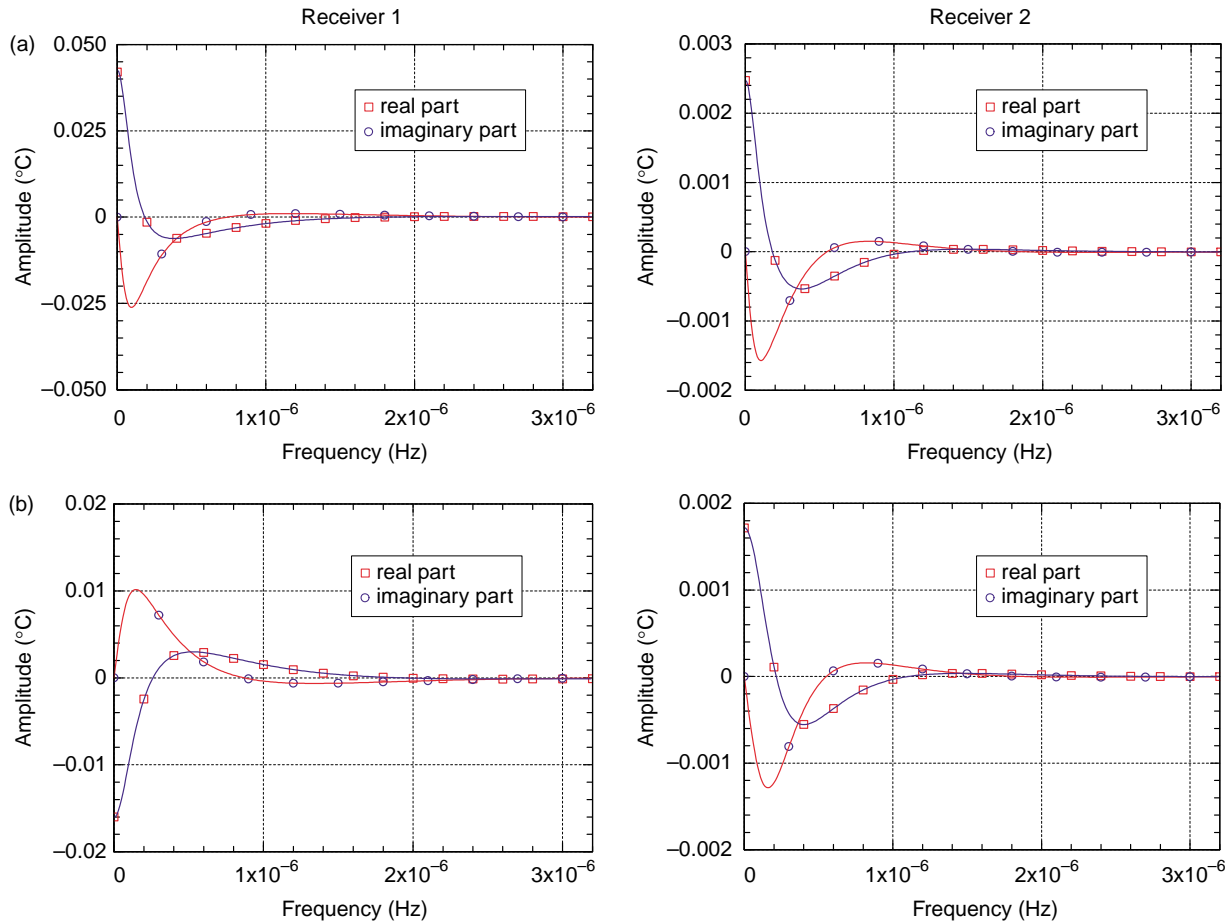 Receiver 1
Receiver 2
(a)
0.050
0.025
0
−0.025
−0.050
Amplitude (°C)
real part
imaginary part
0
1x10⁻⁶
2x10⁻⁶
3x10⁻⁶
Frequency (Hz)
0.003
0.002
0.001
0
−0.001
−0.002
Amplitude (°C)
real part
imaginary part
0
1x10⁻⁶
2x10⁻⁶
3x10⁻⁶
Frequency (Hz)
(b)
0.02
0.01
0
−0.01
−0.02
Amplitude (°C)
real part
imaginary part
0
1x10⁻⁶
2x10⁻⁶
3x10⁻⁶
Frequency (Hz)
0.002
0.001
0
−0.001
−0.002
Amplitude (°C)
real part
imaginary part
0
1x10⁻⁶
2x10⁻⁶
3x10⁻⁶
Frequency (Hz)